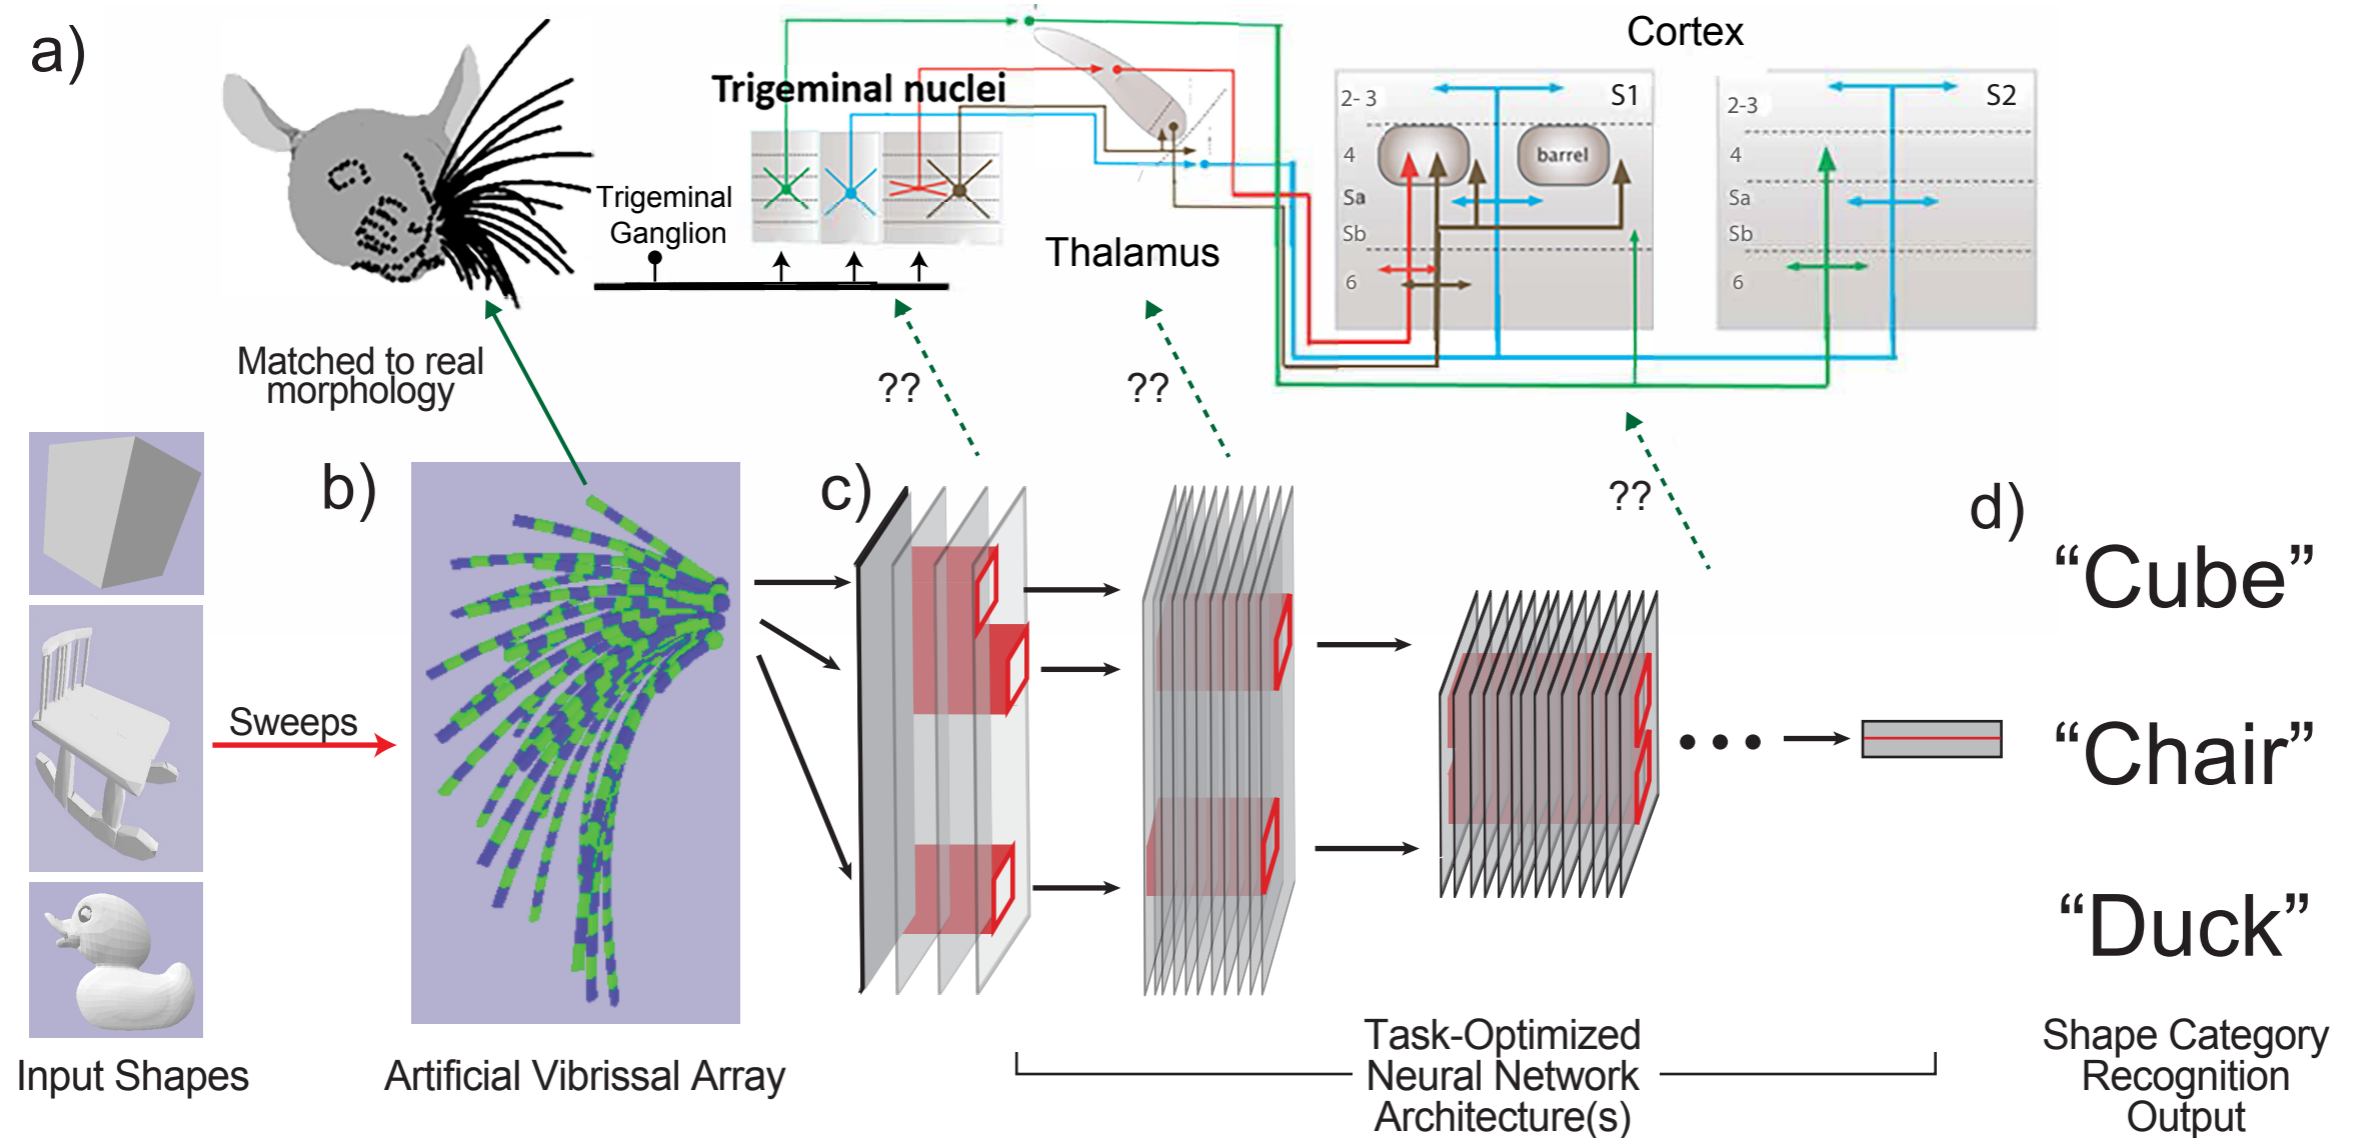 a)
Trigeminal nuclei
Trigeminal
Ganglion
Thalamus
Cortex
2-3
S1
4
barrel
Sa
Sb
6
2-3
S2
4
Sa
Sb
6
Matched to real
morphology
??
??
??
b)
c)
d)
Sweeps
“Cube”
“Chair”
“Duck”
Input Shapes
Artificial Vibrissal Array
Task-Optimized
Neural Network
Architecture(s)
Shape Category
Recognition
Output